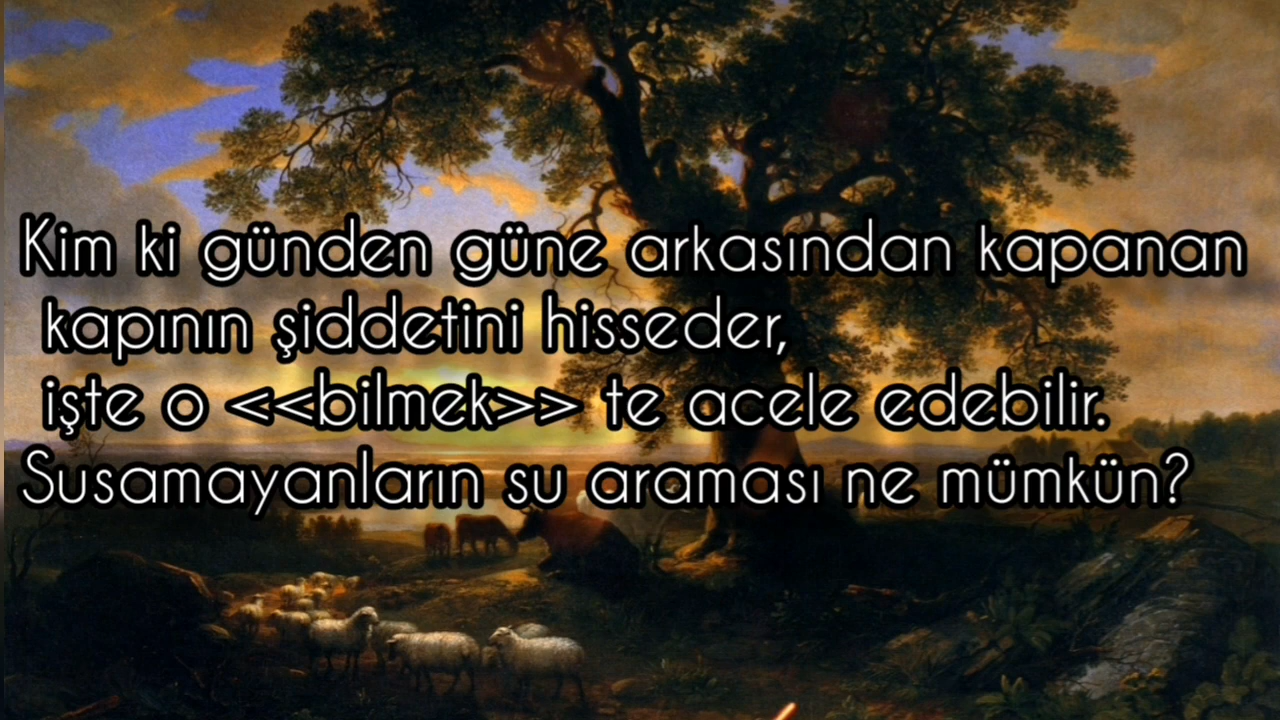 Kim ki günden güne arkasından kapanan
kapının şiddetini hisseder,
işte o <<bilmek>> te acele edebilir.
Susamayanların su araması ne mümkün?